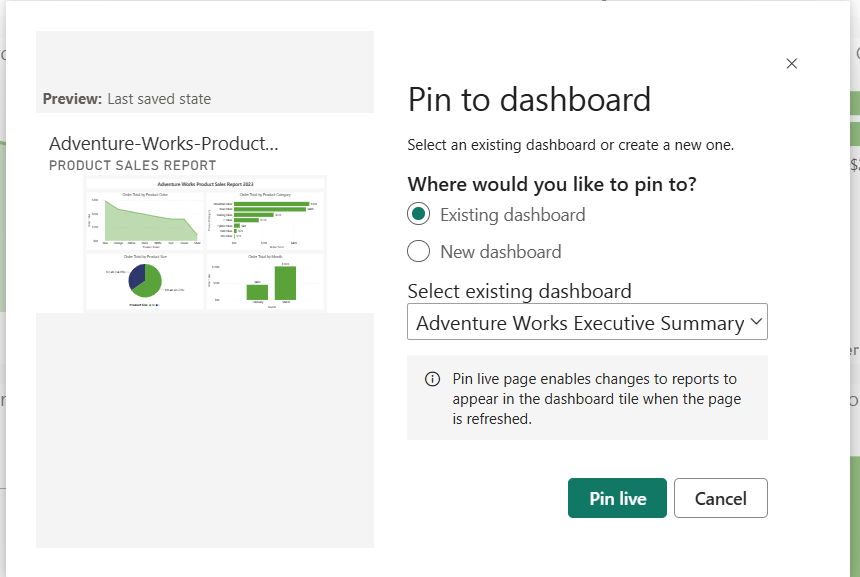 Preview: Last saved state
Adventure-Works-Product...
PRODUCT SALES REPORT
Adventure Works Product Sales Report 2023
Order Total by Product Color
Order Total by Product Category
Order Total by Product Size
Order Total by Month
Pin to dashboard
Select an existing dashboard or create a new one.
Where would you like to pin to?
Existing dashboard
New dashboard
Select existing dashboard
Adventure Works Executive Summary
Pin live page enables changes to reports to
appear in the dashboard tile when the page
is refreshed.
Pin live
Cancel